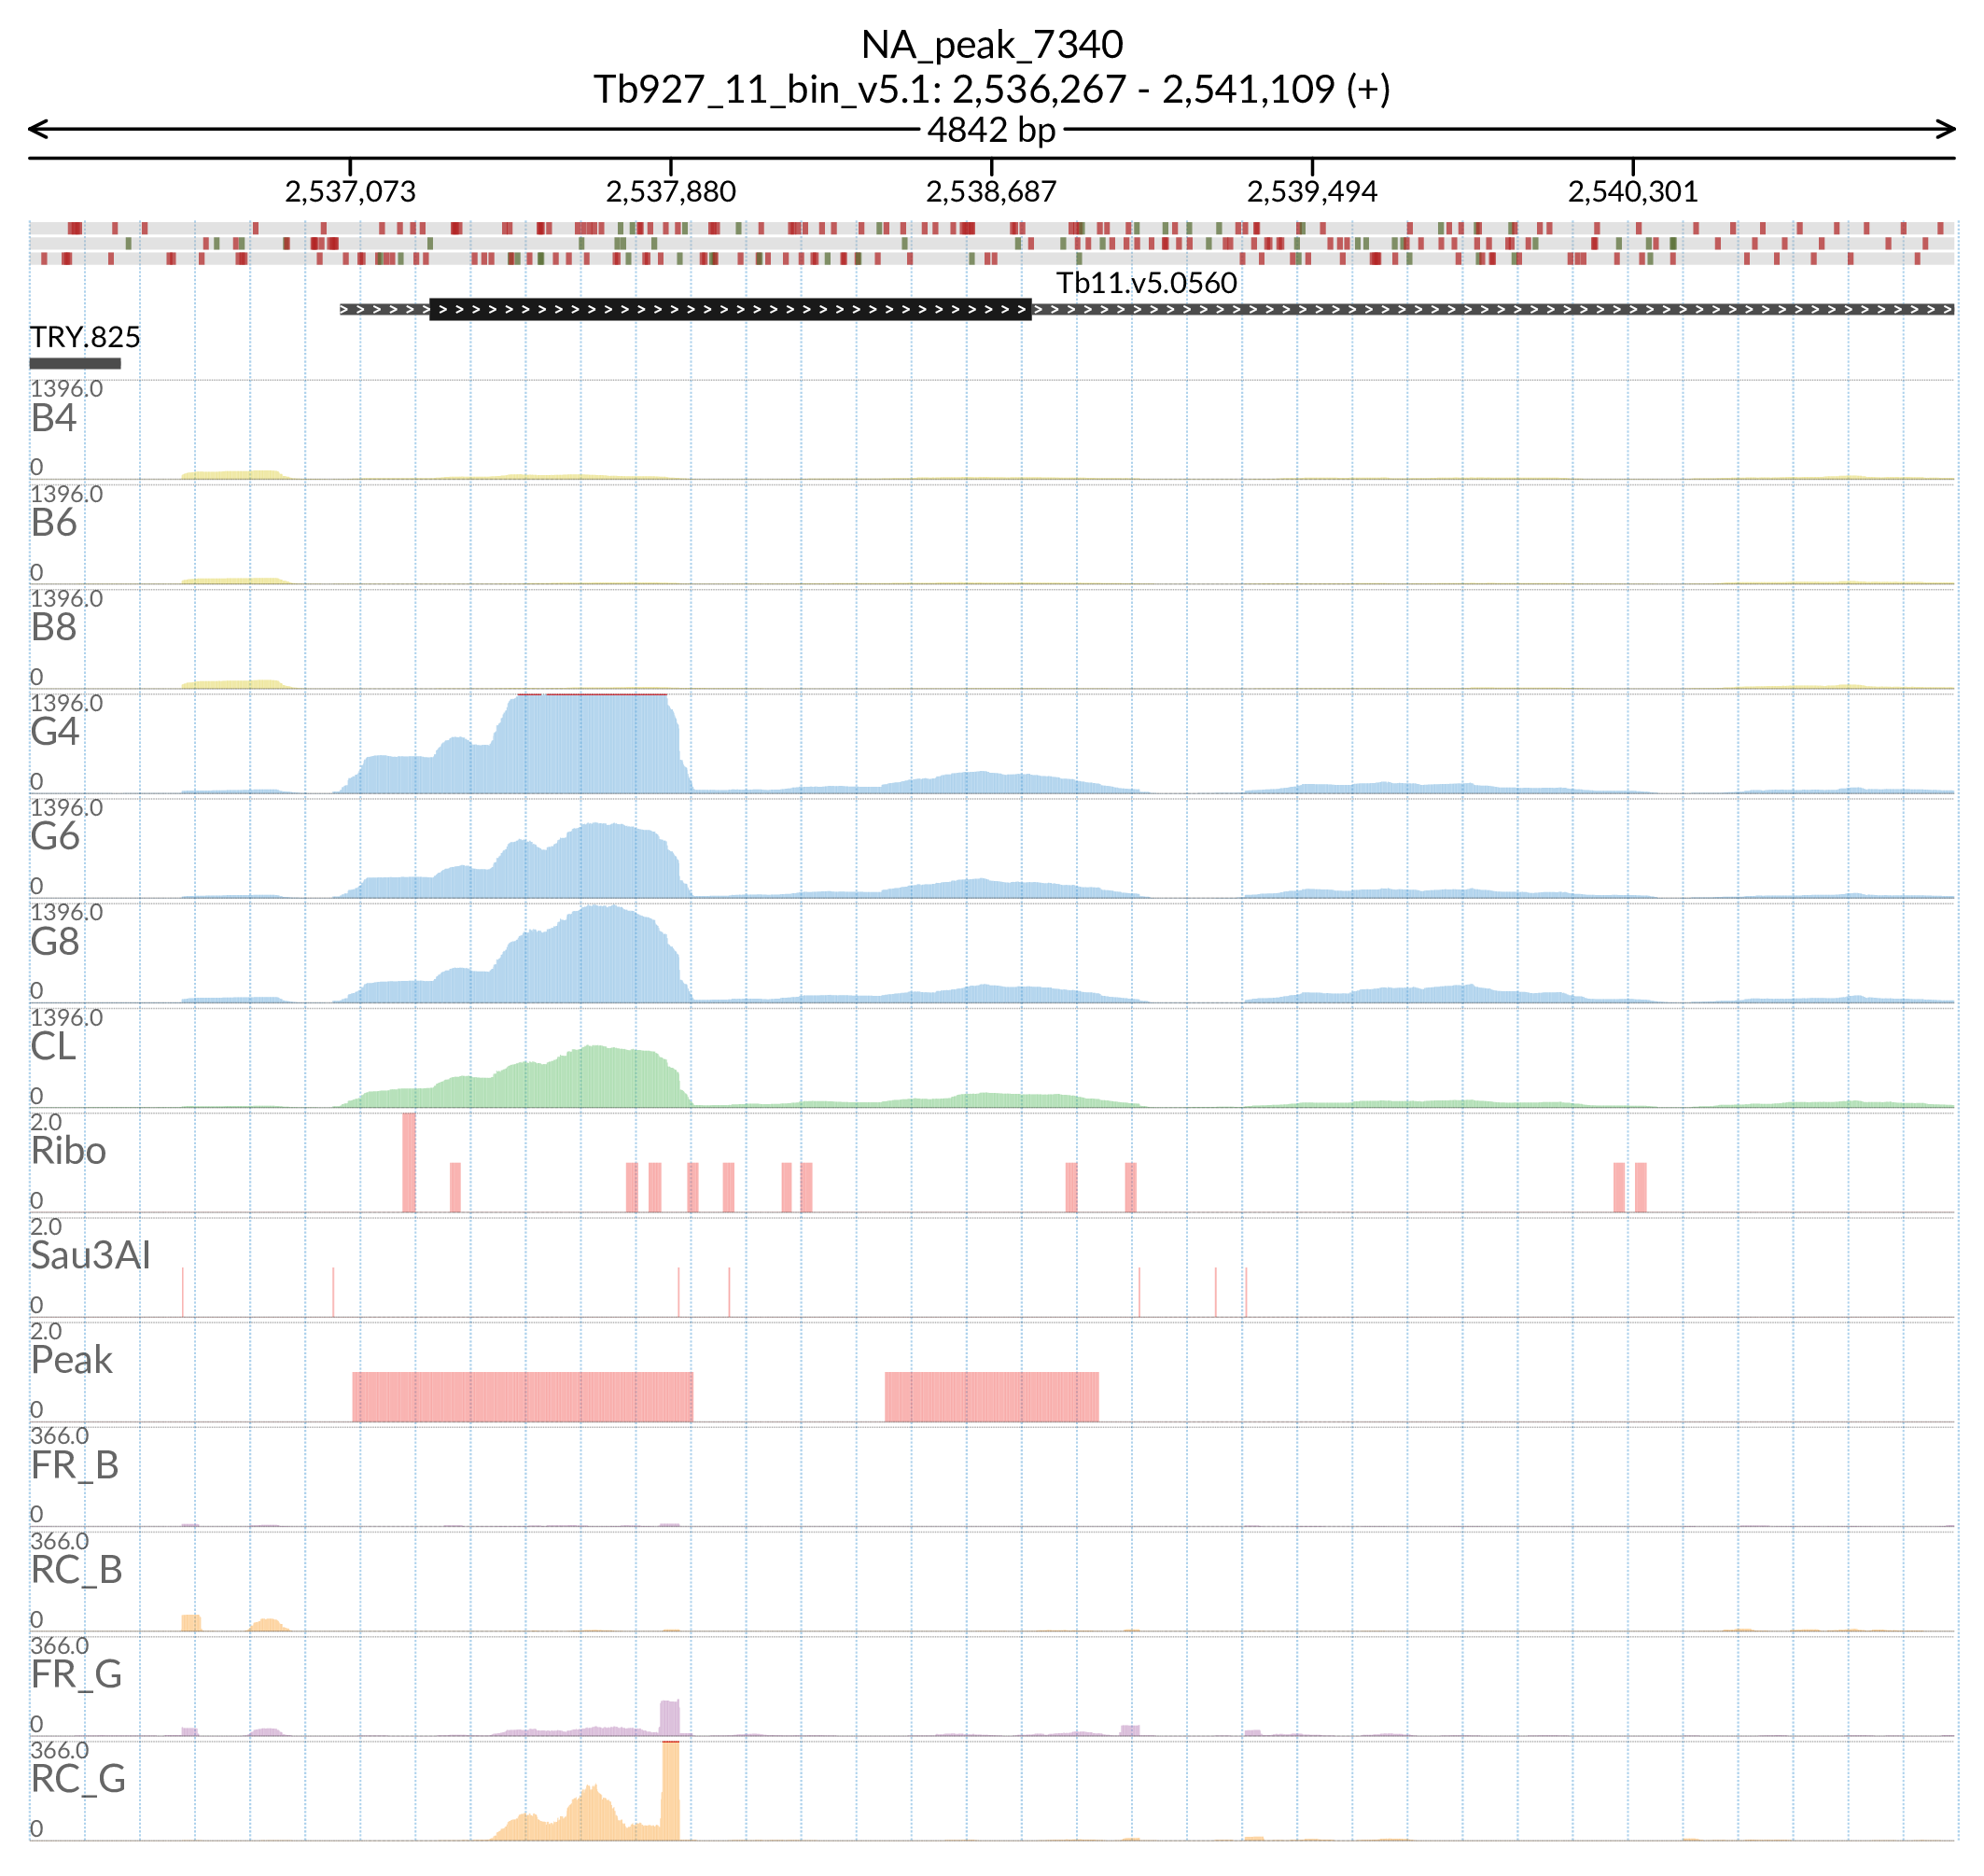 NA_peak_7340
Tb927_11_bin_v5.1: 2,536,267 - 2,541,109 (+)
4842 bp
2,537,073 2,537,880 2,538,687 2,539,494 2,540,301
Tb11.v5.0560
TRY.825
1396.0
B4
0
1396.0
B6
0
1396.0
B8
0
1396.0
G4
0
1396.0
G6
0
1396.0
G8
0
1396.0
CL
0
2.0
Ribo
0
2.0
Sau3AI
0
2.0
Peak
0
366.0
FR_B
0
366.0
RC_B
0
366.0
FR_G
0
366.0
RC_G
0